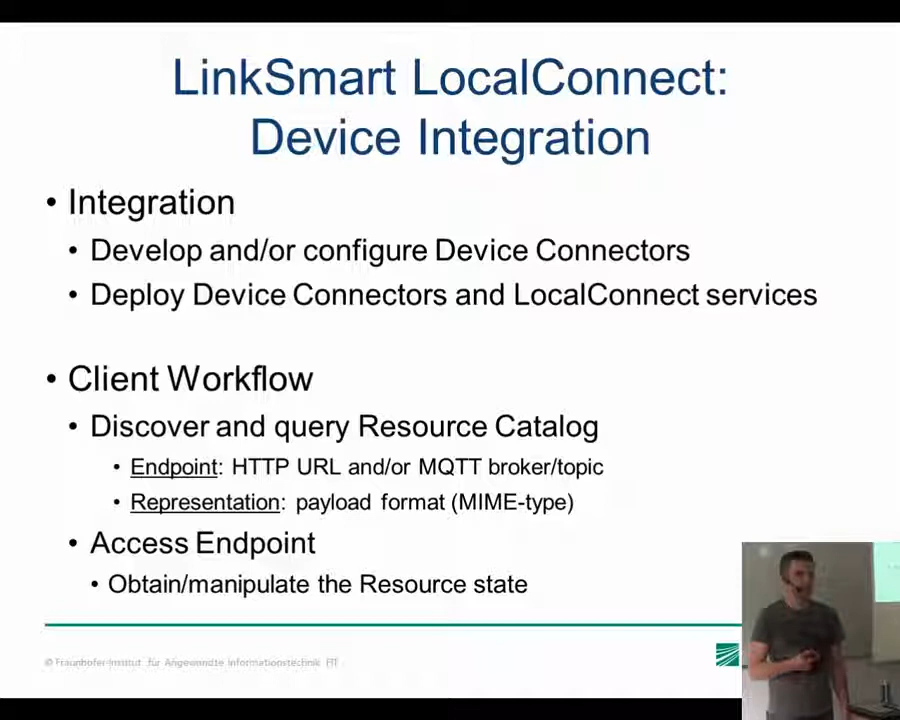 LinkSmart LocalConnect:
Device Integration
• Integration
• Develop and/or configure Device Connectors
• Deploy Device Connectors and LocalConnect services
• Client Workflow
• Discover and query Resource Catalog
• Endpoint: HTTP URL and/or MQTT broker/topic
• Representation: payload format (MIME-type)
• Access Endpoint
• Obtain/manipulate the Resource state
© Fraunhofer-Institut für Angewandte Informationstechnik FIT